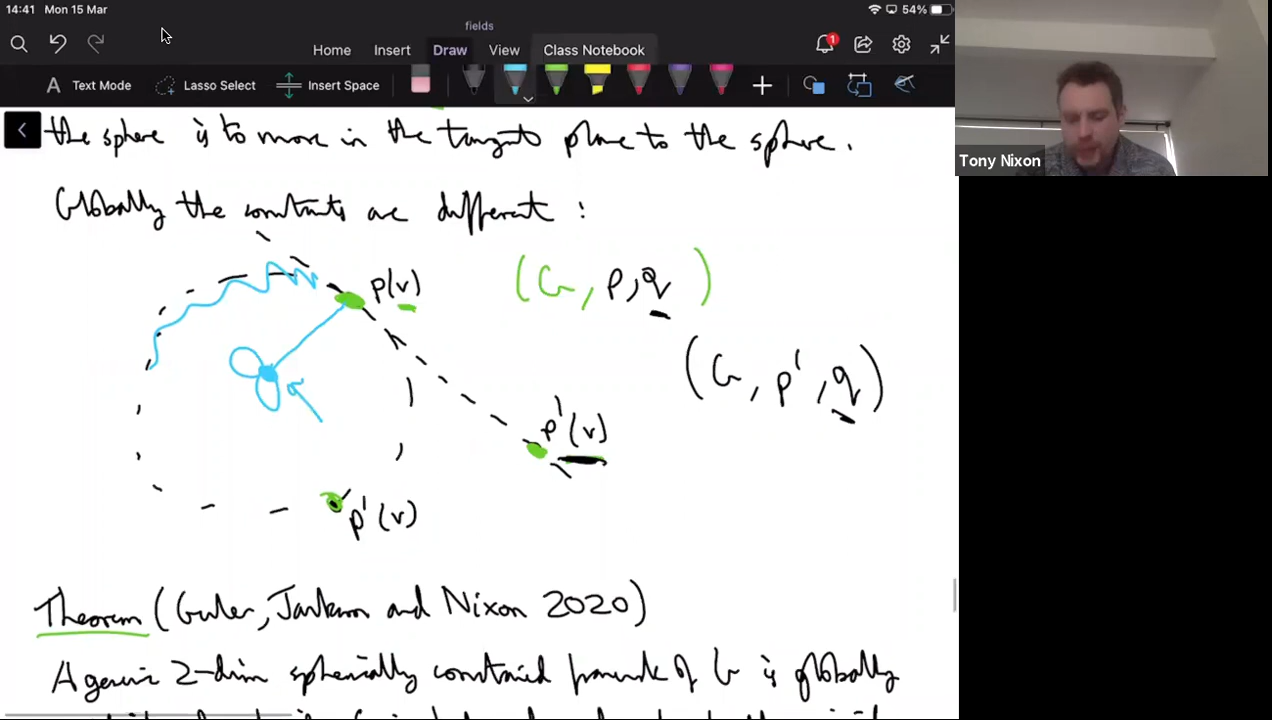 14:41 Mon 15 Mar
54%
fields
Home Insert Draw View Class Notebook
1
A Text Mode Lasso Select Insert Space
the sphere is to move in the tangent plane to the sphere.
Globally the constraints are different :
p(v)
(G, p, q)
(G, p', q)
p'(v)
p'(v)
Theorem (Guler, Jackson and Nixon 2020)
A generic 2-dim spherically constrained framework of G is globally
Tony Nixon